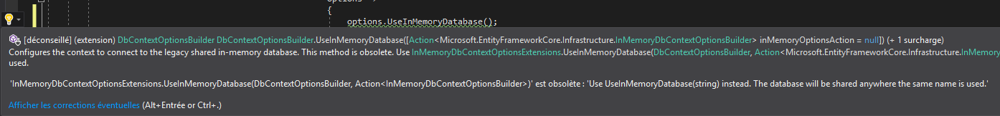 options =>
{
options.UseInMemoryDatabase();
[déconseillé] (extension) DbContextOptionsBuilder DbContextOptionsBuilder.UseInMemoryDatabase([Action<Microsoft.EntityFrameworkCore.Infrastructure.InMemoryDbContextOptionsBuilder> inMemoryOptionsAction = null]) (+ 1 surcharge)
Configures the context to connect to the legacy shared in-memory database. This method is obsolete. Use InMemoryDbContextOptionsExtensions.UseInMemoryDatabase(DbContextOptionsBuilder, Action<Microsoft.EntityFrameworkCore.Infrastructure.InMemory
used.
'InMemoryDbContextOptionsExtensions.UseInMemoryDatabase(DbContextOptionsBuilder, Action<InMemoryDbContextOptionsBuilder>)' est obsolète : 'Use UseInMemoryDatabase(string) instead. The database will be shared anywhere the same name is used.'
Afficher les corrections éventuelles (Alt+Entrée or Ctrl+.)